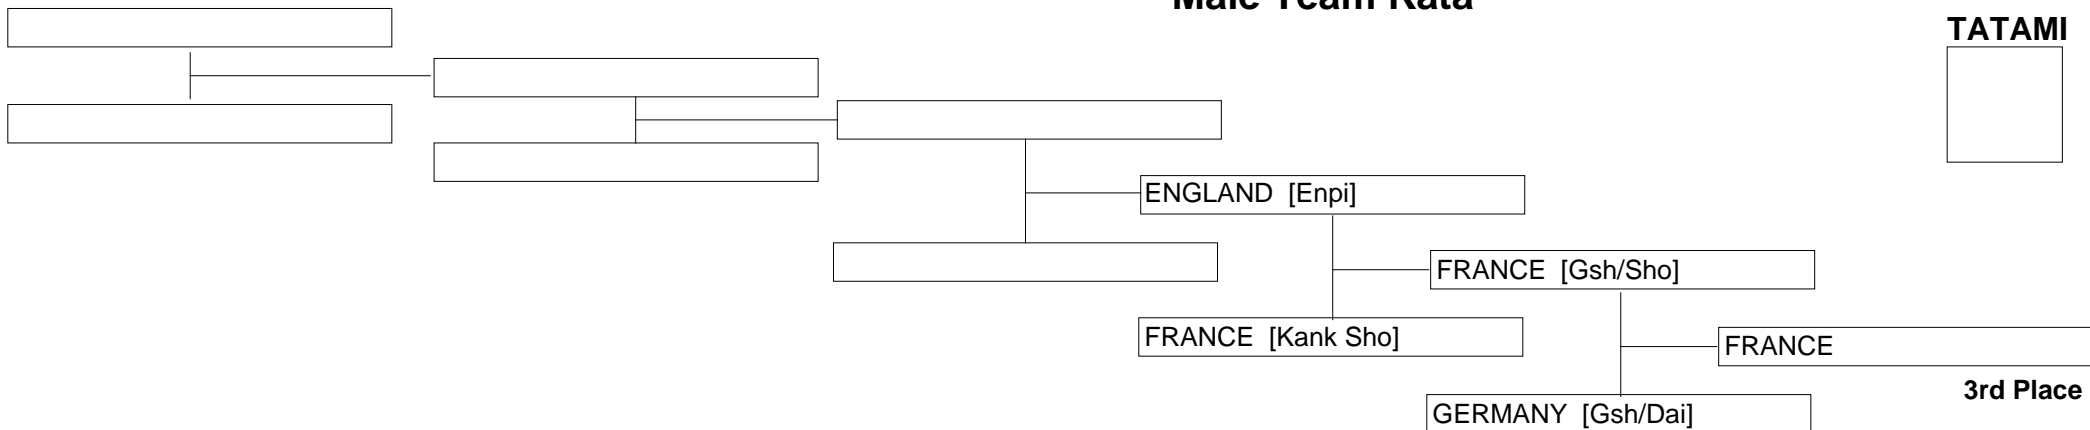 Male Team Kata
TATAMI
ENGLAND [Enpi]
FRANCE [Gsh/Sho]
FRANCE [Kank Sho]
FRANCE
3rd Place
GERMANY [Gsh/Dai]